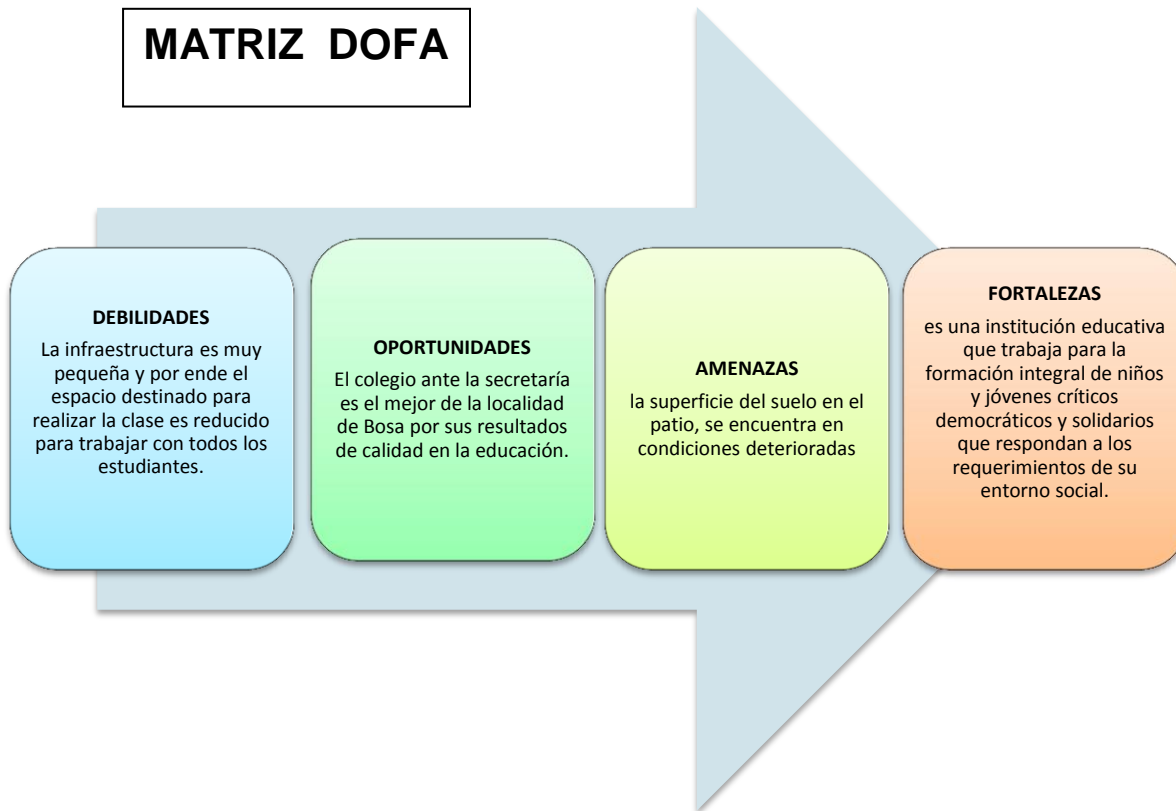 MATRIZ DOFA
DEBILIDADES
La infraestructura es muy
pequeña y por ende el
espacio destinado para
realizar la clase es reducido
para trabajar con todos los
estudiantes.
OPORTUNIDADES
El colegio ante la secretaría
es el mejor de la localidad
de Bosa por sus resultados
de calidad en la educación.
AMENAZAS
la superficie del suelo en el
patio, se encuentra en
condiciones deterioradas
FORTALEZAS
es una institución educativa
que trabaja para la
formación integral de niños
y jóvenes críticos
democráticos y solidarios
que respondan a los
requerimientos de su
entorno social.